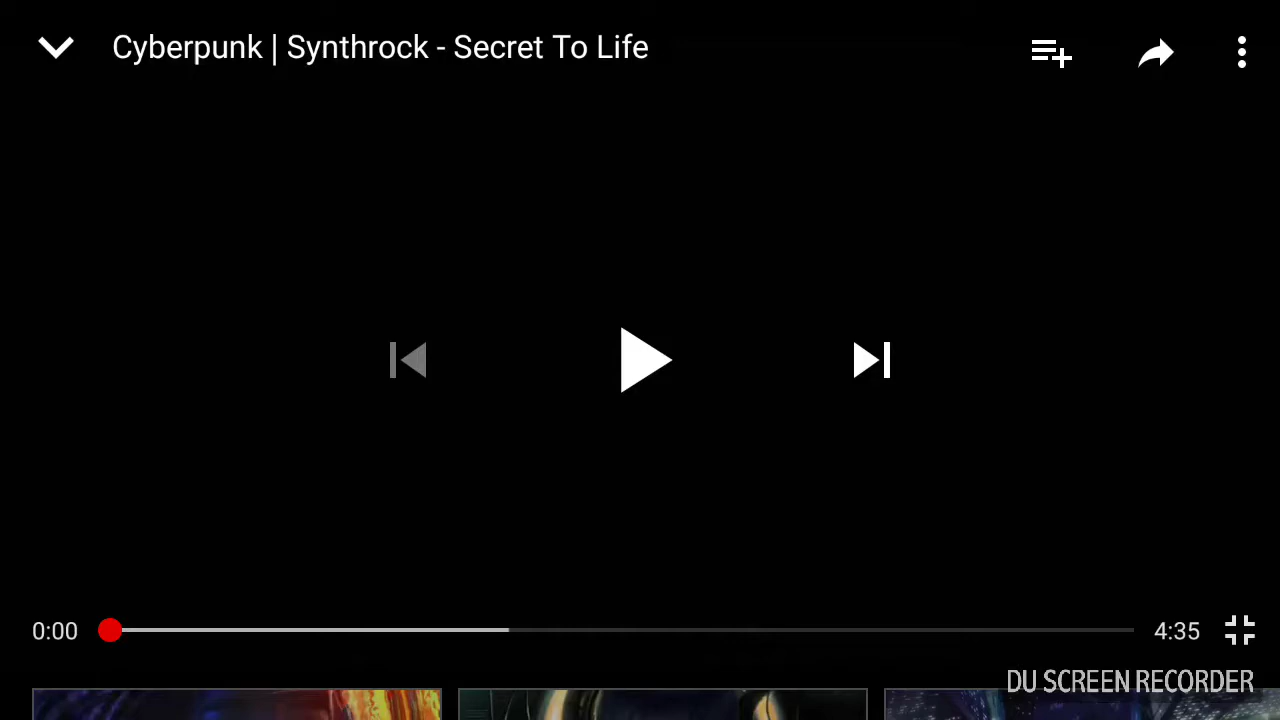 Cyberpunk | Synthrock - Secret To Life
0:00
4:35
DU SCREEN RECORDER